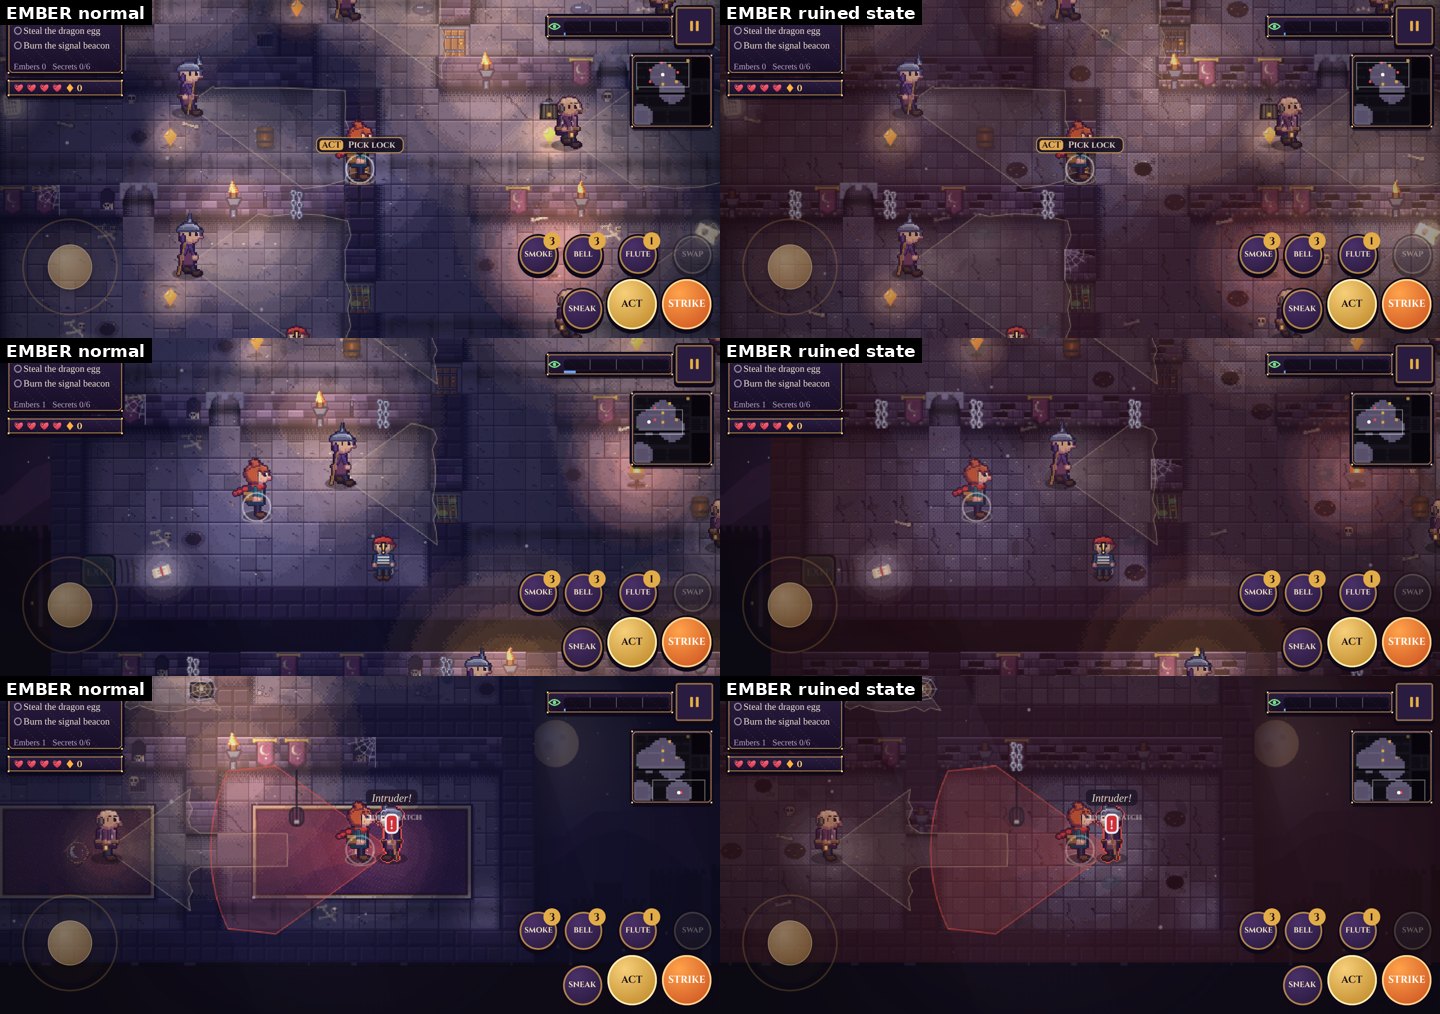 EMBER normal
Steal the dragon egg
Burn the signal beacon
Embers 0 Secrets 0/6
0
ACT PICK LOCK
3
3
1
SMOKE
BELL
FLUTE
SWAP
SNEAK
ACT
STRIKE
EMBER ruined state
Steal the dragon egg
Burn the signal beacon
Embers 0 Secrets 0/6
0
ACT PICK LOCK
3
3
1
SMOKE
BELL
FLUTE
SWAP
SNEAK
ACT
STRIKE
EMBER normal
Steal the dragon egg
Burn the signal beacon
Embers 1 Secrets 0/6
0
3
3
1
SMOKE
BELL
FLUTE
SWAP
SNEAK
ACT
STRIKE
EMBER ruined state
Steal the dragon egg
Burn the signal beacon
Embers 1 Secrets 0/6
0
3
3
1
SMOKE
BELL
FLUTE
SWAP
SNEAK
ACT
STRIKE
EMBER normal
Steal the dragon egg
Burn the signal beacon
Embers 1 Secrets 0/6
0
Intruder!
!
3
3
1
SMOKE
BELL
FLUTE
SWAP
SNEAK
ACT
STRIKE
EMBER ruined state
Steal the dragon egg
Burn the signal beacon
Embers 1 Secrets 0/6
0
Intruder!
!
3
3
1
SMOKE
BELL
FLUTE
SWAP
SNEAK
ACT
STRIKE